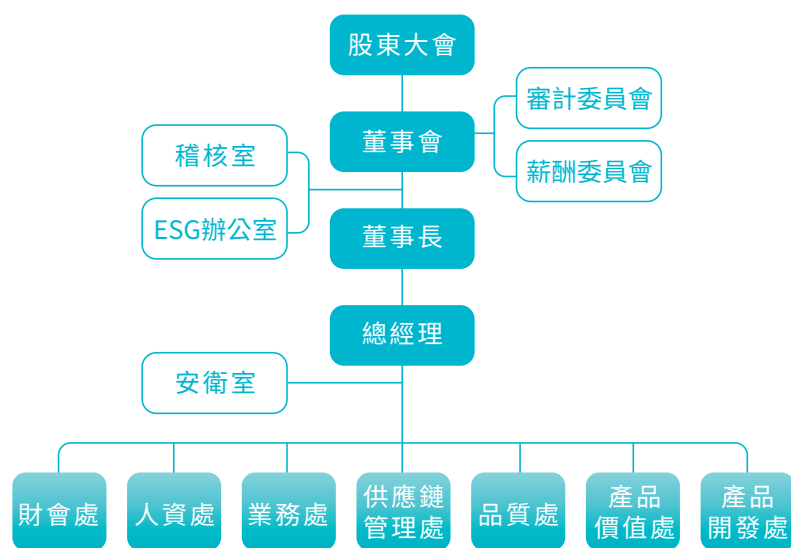 股東大會
審計委員會
董事會
稽核室
薪酬委員會
ESG辦公室
董事長
總經理
安衛室
財會處
人資處
業務處
供應鏈
管理處
品質處
產品
價值處
產品
開發處